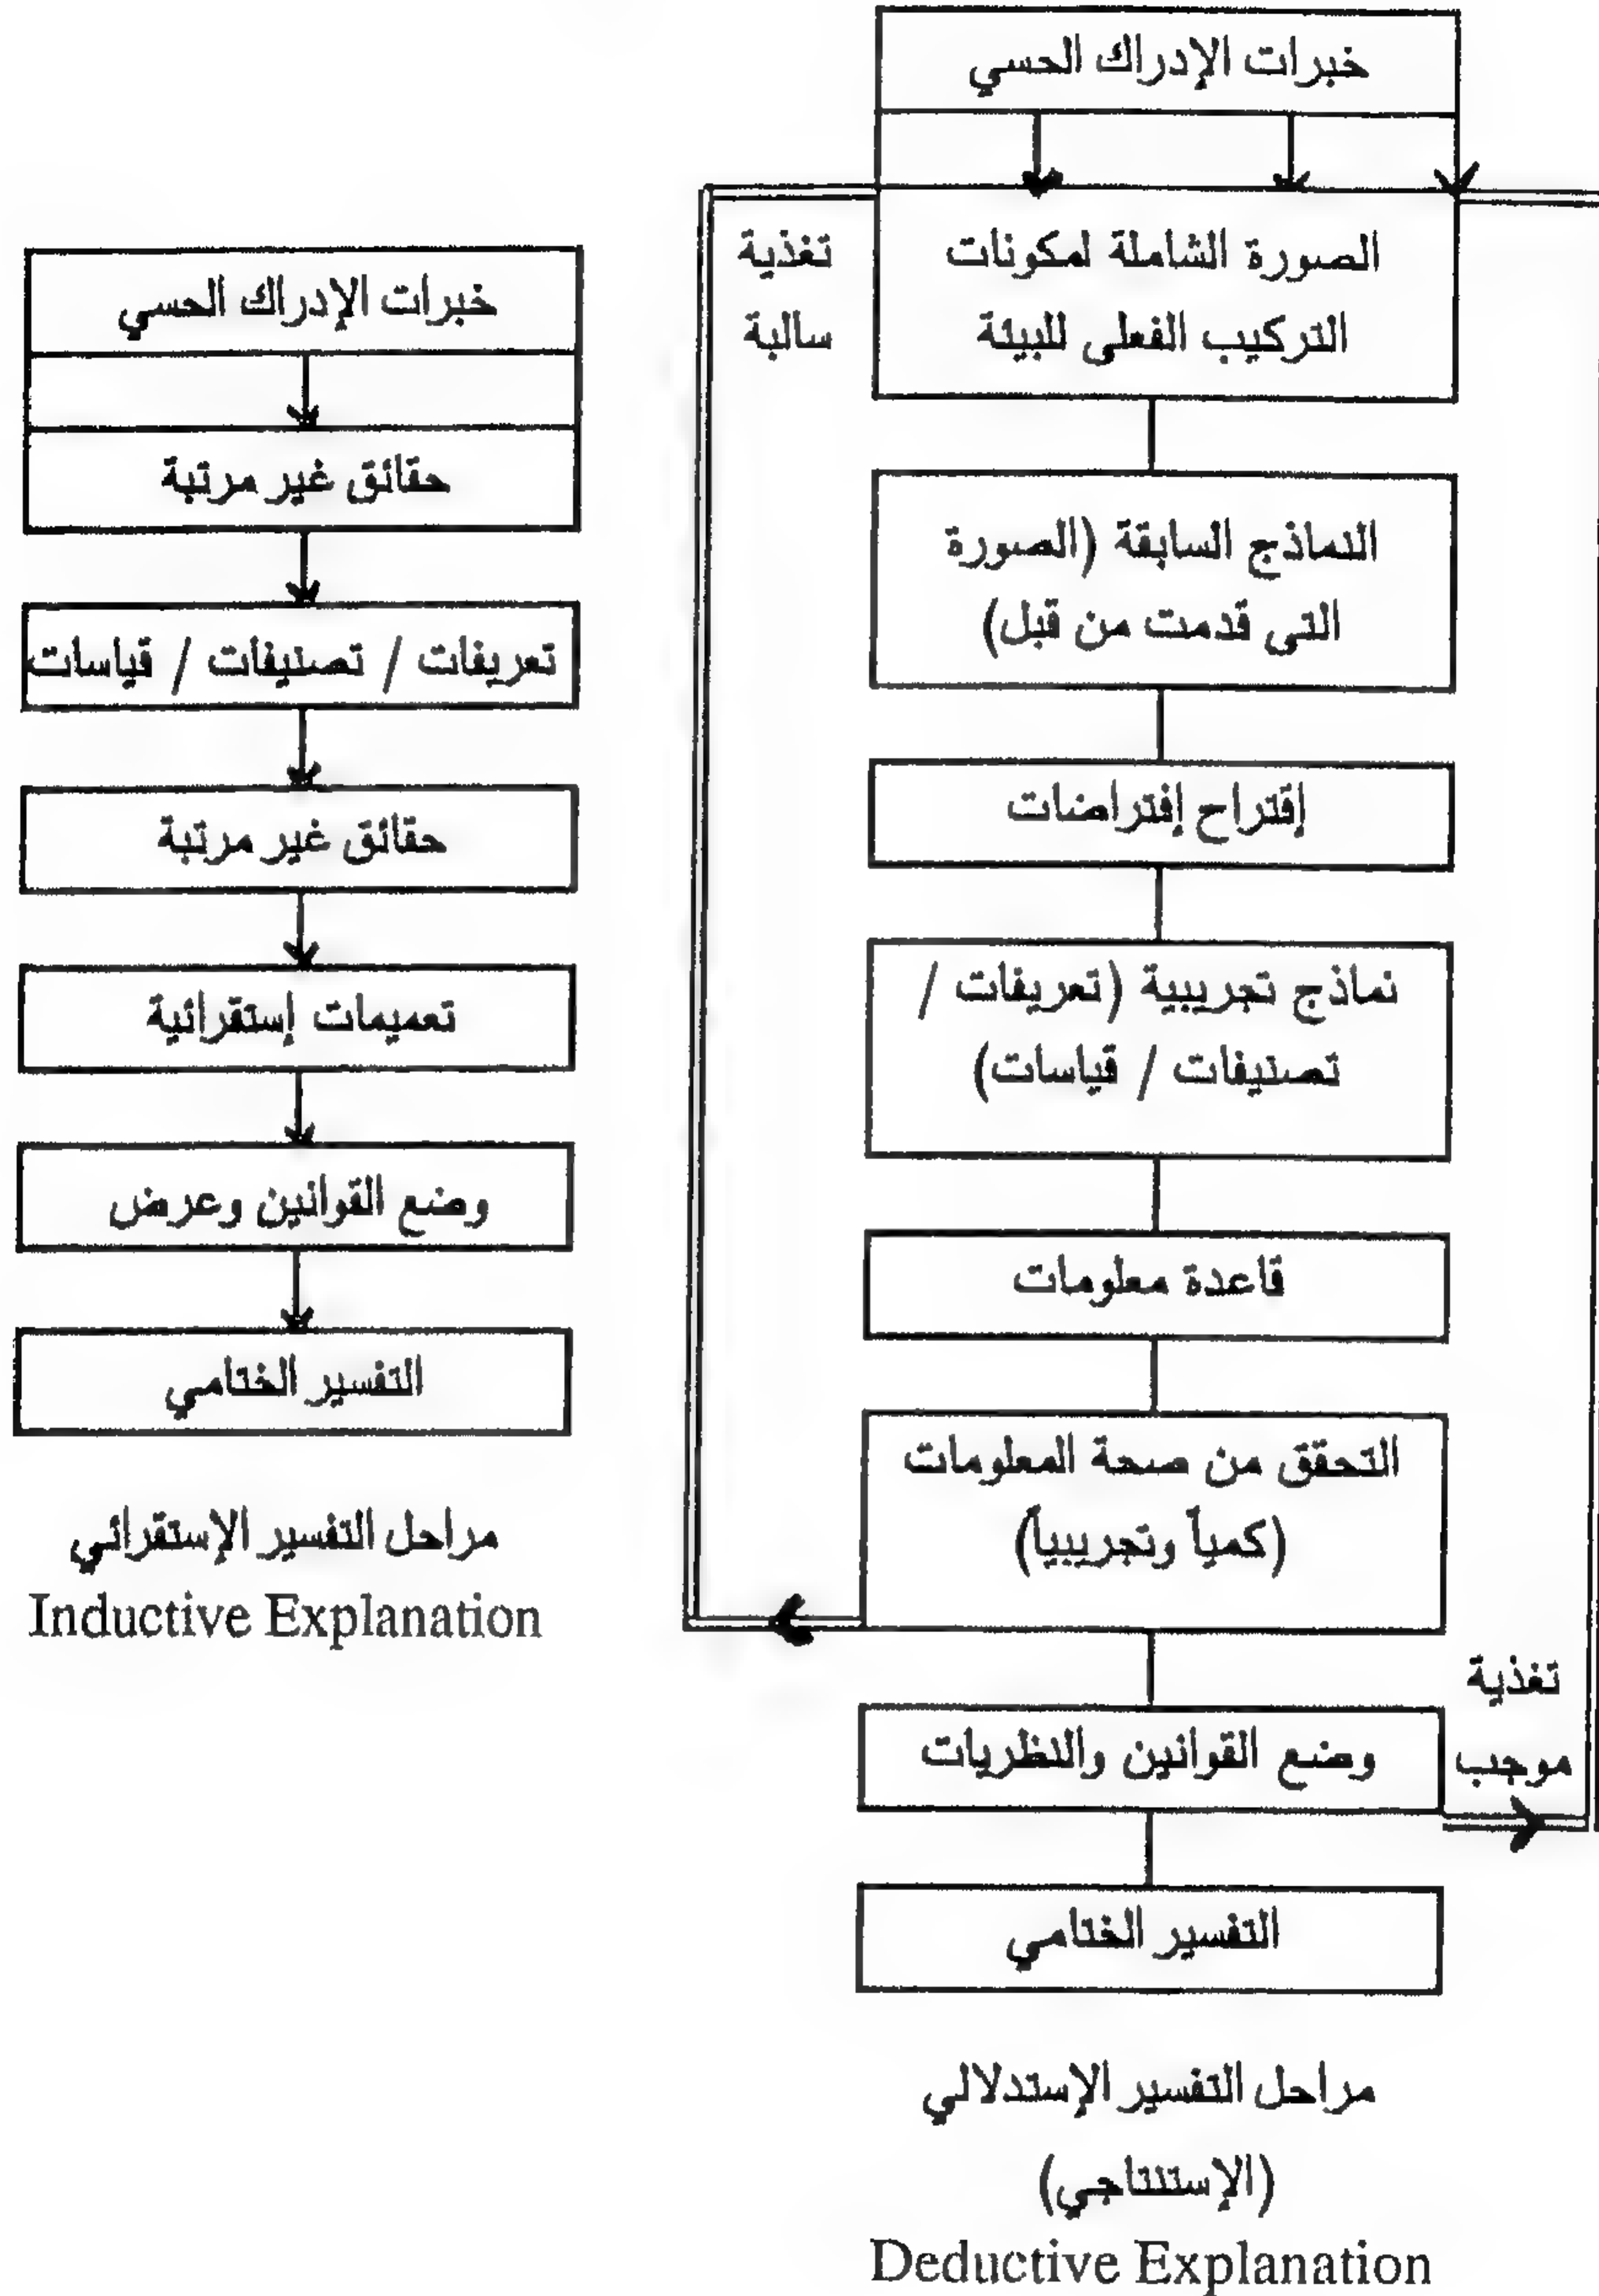 خبرات الإدراك الحسي
الصورة الشاملة لمكونات
التركيب الفعلى للبيئة
تغذية
سالبة
النماذج السابقة (الصورة
التى قدمت من قبل)
إقتراح إفتراضات
نماذج تجريبية (تعريفات /
تصنيفات / قياسات)
قاعدة معلومات
التحقق من صحة المعلومات
(كمياً وتجريبياً)
تغذية
موجب
وضع القوانين والنظريات
التفسير الختامي
مراحل التفسير الإستدلالي
(الإستنتاجي)
Deductive Explanation
خبرات الإدراك الحسي
حقائق غير مرتبة
تعريفات / تصنيفات / قياسات
حقائق غير مرتبة
تعميمات إستقرائية
وضع القوانين وعرض
التفسير الختامي
مراحل التفسير الإستقرائي
Inductive Explanation